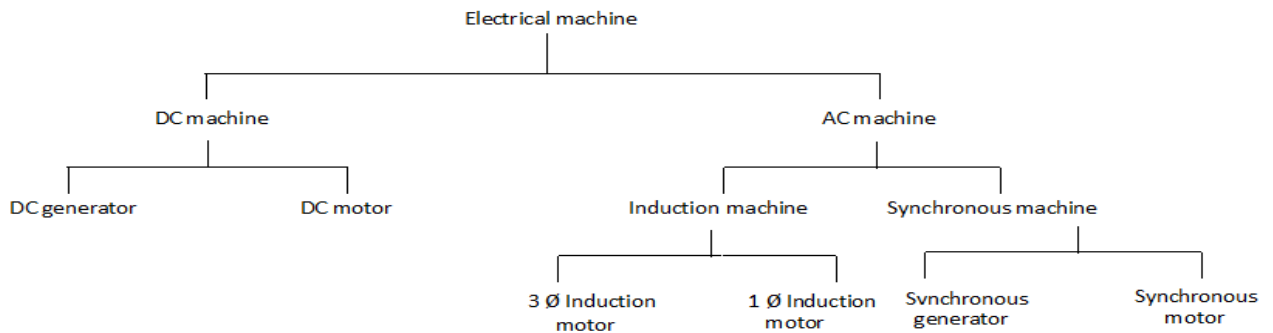 Electrical machine
DC machine
AC machine
DC generator
DC motor
Induction machine
Synchronous machine
3 Ø Induction
motor
1 Ø Induction
motor
Synchronous
generator
Synchronous
motor